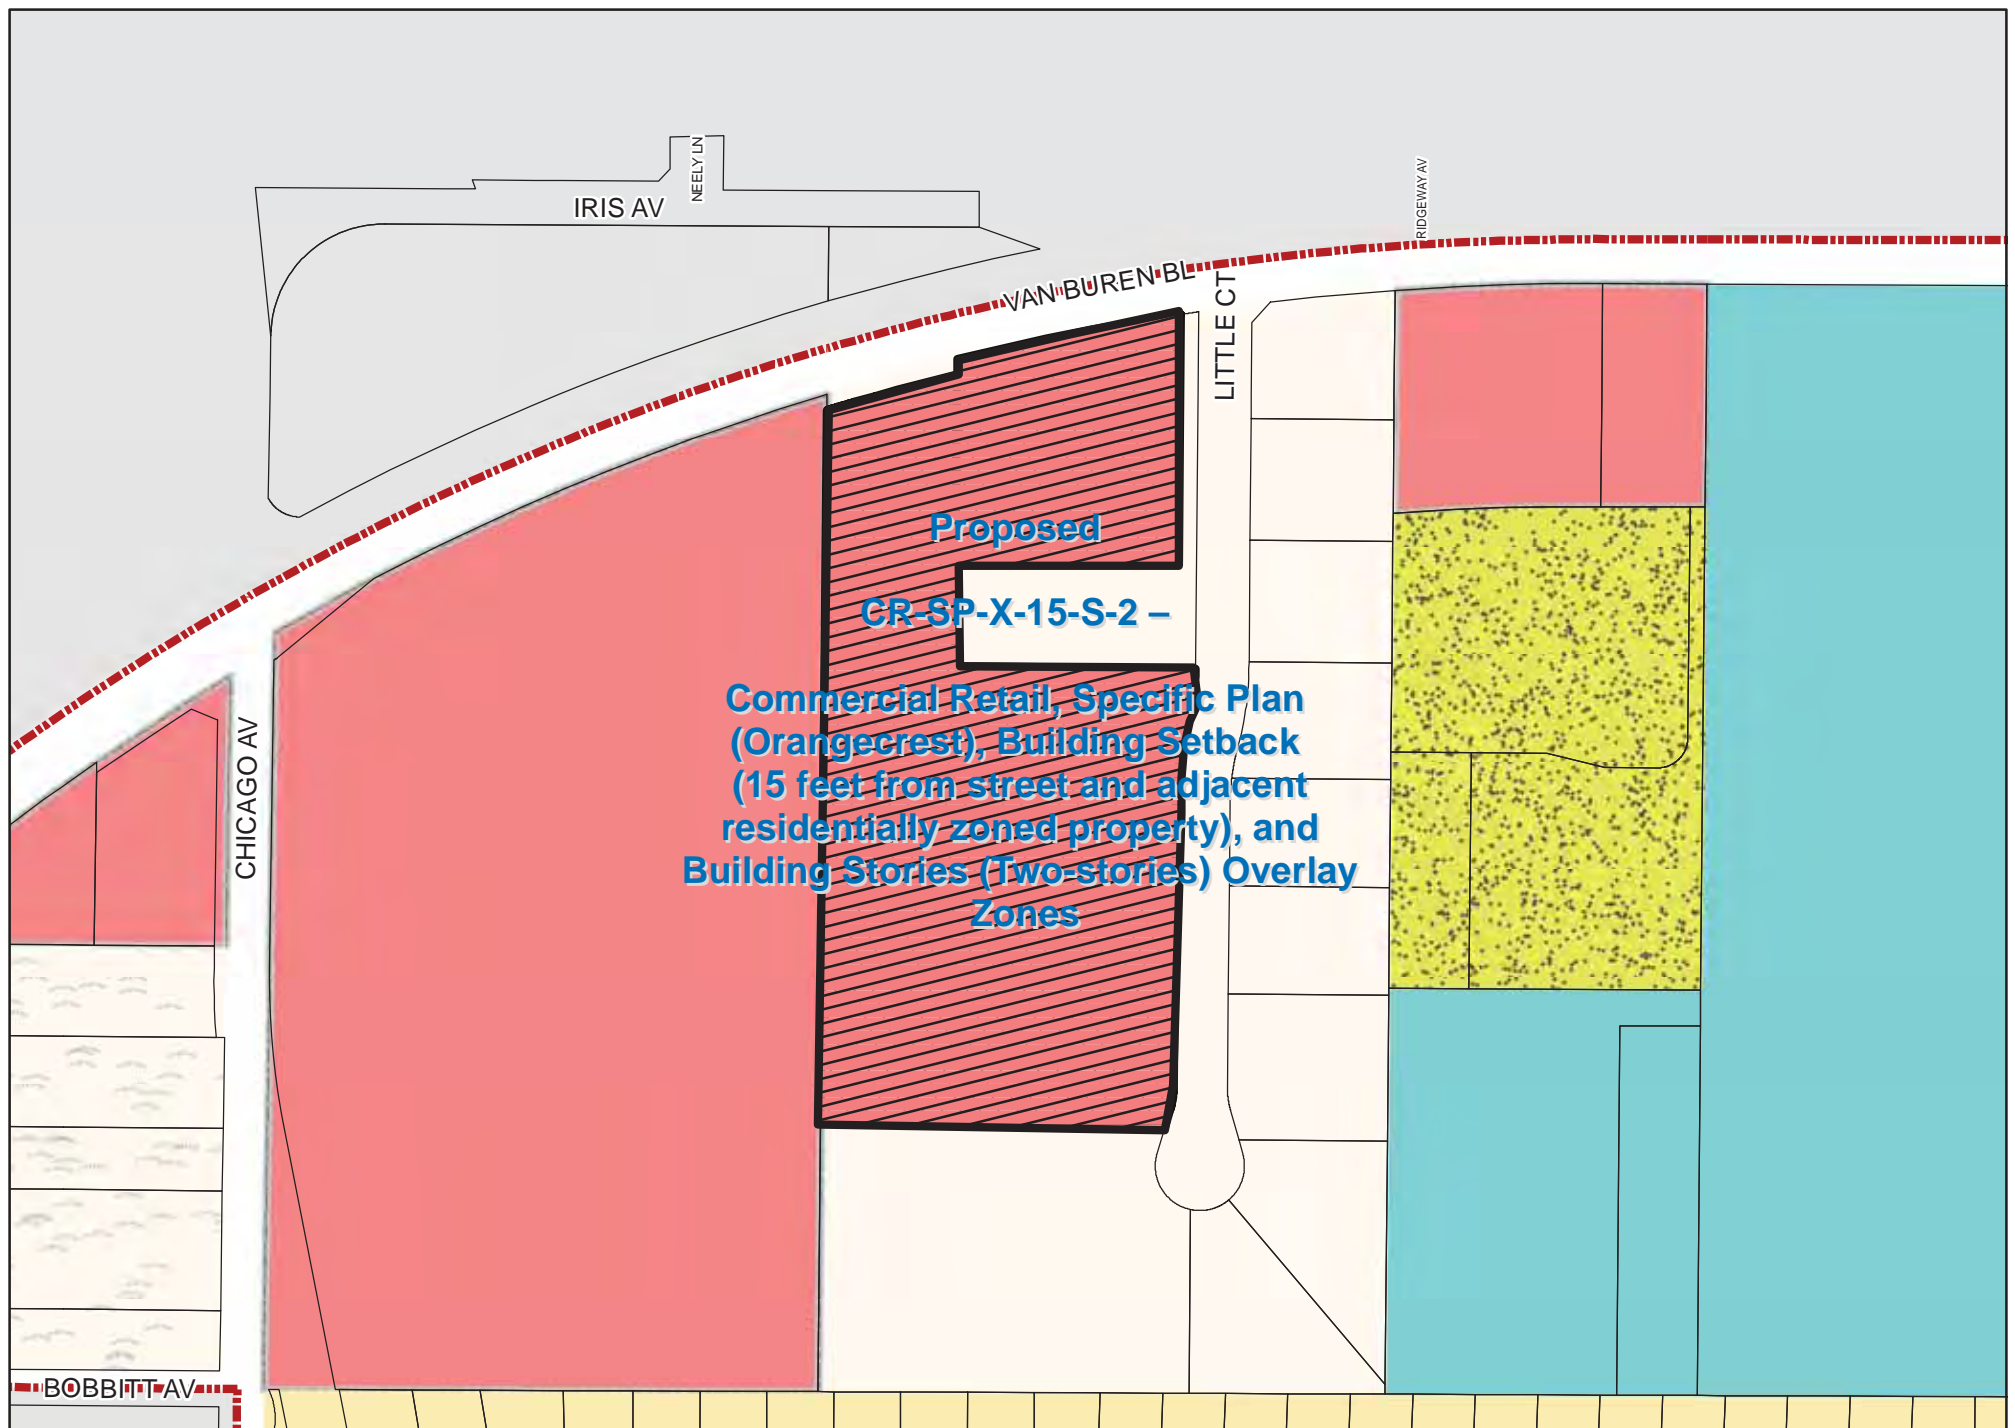 NEELY LN
IRIS AV
RIDGEWAY AV
VAN BUREN BL
LITTLE CT
Proposed
CR-SP-X-15-S-2 –
Commercial Retail, Specific Plan
(Orangecrest), Building Setback
(15 feet from street and adjacent
residentially zoned property), and
Building Stories (Two-stories) Overlay
Zones
CHICAGO AV
BOBBITT AV